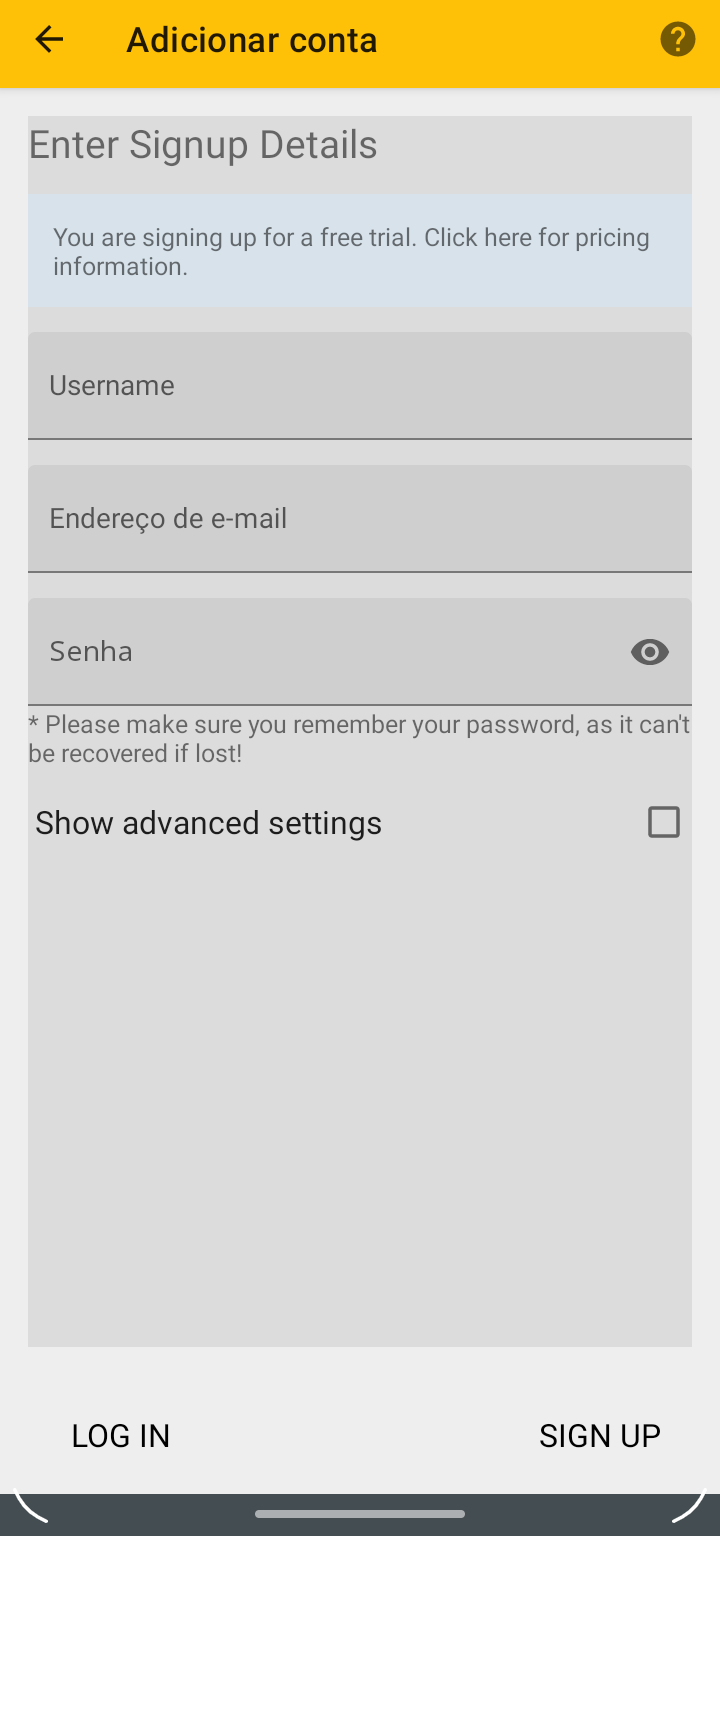 Adicionar conta
Enter Signup Details
You are signing up for a free trial. Click here for pricing
information.
Username
Endereço de e-mail
Senha
* Please make sure you remember your password, as it can't
be recovered if lost!
Show advanced settings
LOG IN
SIGN UP